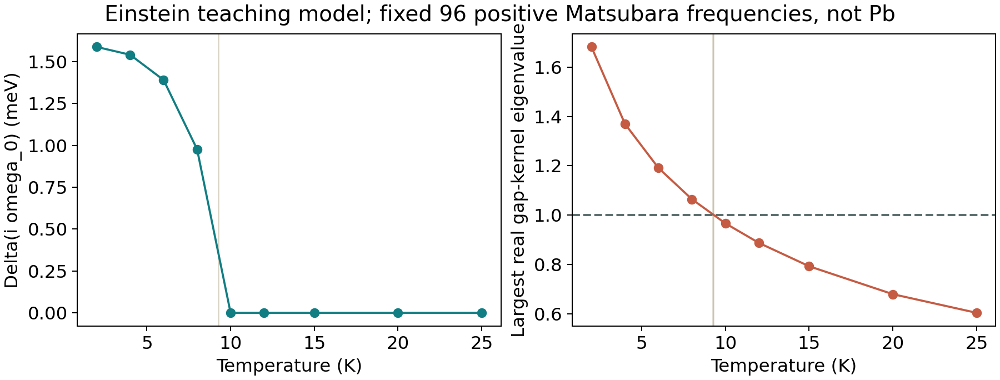 Einstein teaching model; fixed 96 positive Matsubara frequencies, not Pb
Delta(i omega_0) (meV)
1.50
1.25
1.00
0.75
0.50
0.25
0.00
5 10 15 20 25
Temperature (K)
Largest real gap-kernel eigenvalue
1.6
1.4
1.2
1.0
0.8
0.6
5 10 15 20 25
Temperature (K)